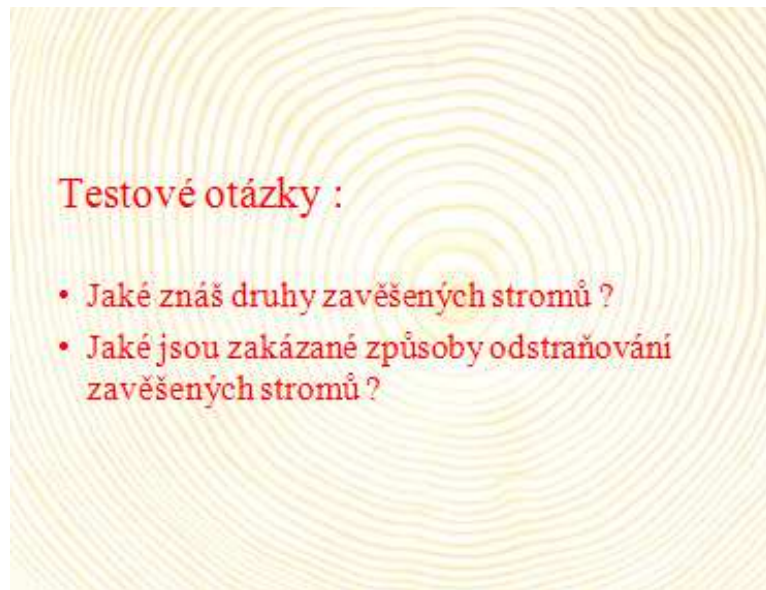 Testové otázky :
• Jaké znáš druhy zavěšených stromů ?
• Jaké jsou zakázané způsoby odstraňování
zavěšených stromů ?